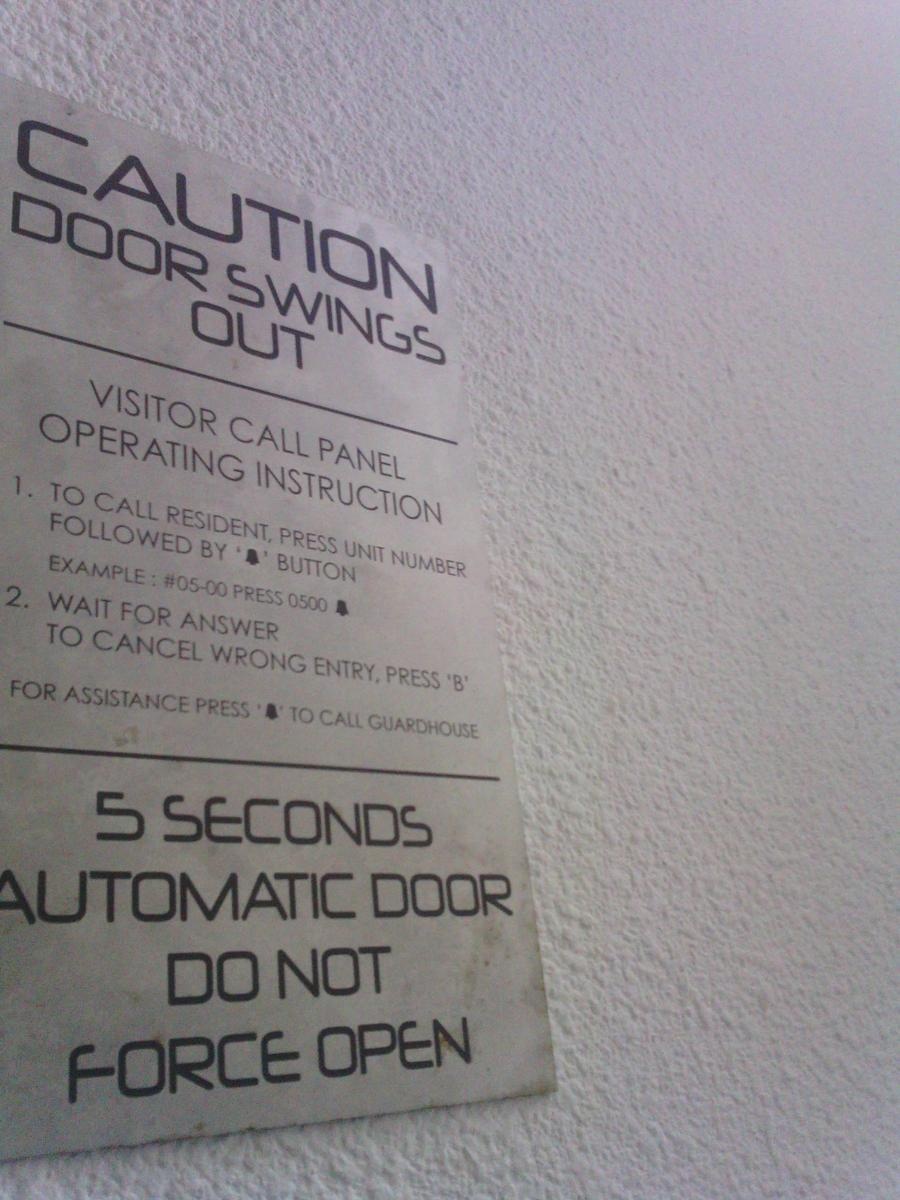 CAUTION
DOOR SWINGS
OUT
VISITOR CALL PANEL
OPERATING INSTRUCTION
1. TO CALL RESIDENT, PRESS UNIT NUMBER
FOLLOWED BY '🔔' BUTTON
EXAMPLE : #05-00 PRESS 0500 🔔
2. WAIT FOR ANSWER
TO CANCEL WRONG ENTRY, PRESS 'B'
FOR ASSISTANCE PRESS '🔔' TO CALL GUARDHOUSE
5 SECONDS
AUTOMATIC DOOR
DO NOT
FORCE OPEN